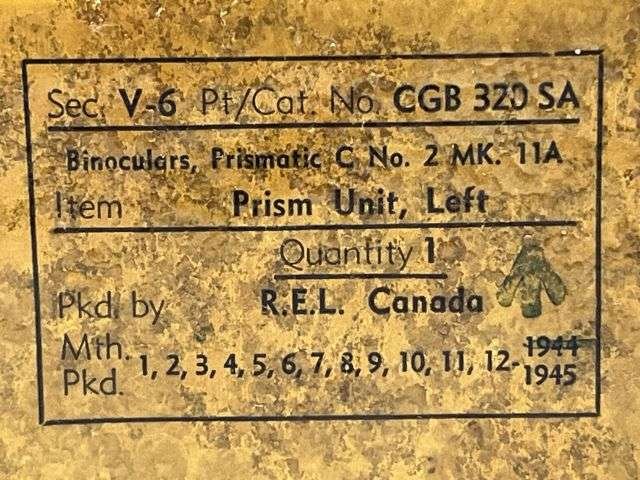 Sec. V-6 Pt/Cat. No. CGB 320 SA
Binoculars, Prismatic C No. 2 MK. 11A
Item Prism Unit, Left
Quantity 1
Pkd. by R.E.L. Canada
Mth. Pkd. 1, 2, 3, 4, 5, 6, 7, 8, 9, 10, 11, 12- 1944
1945